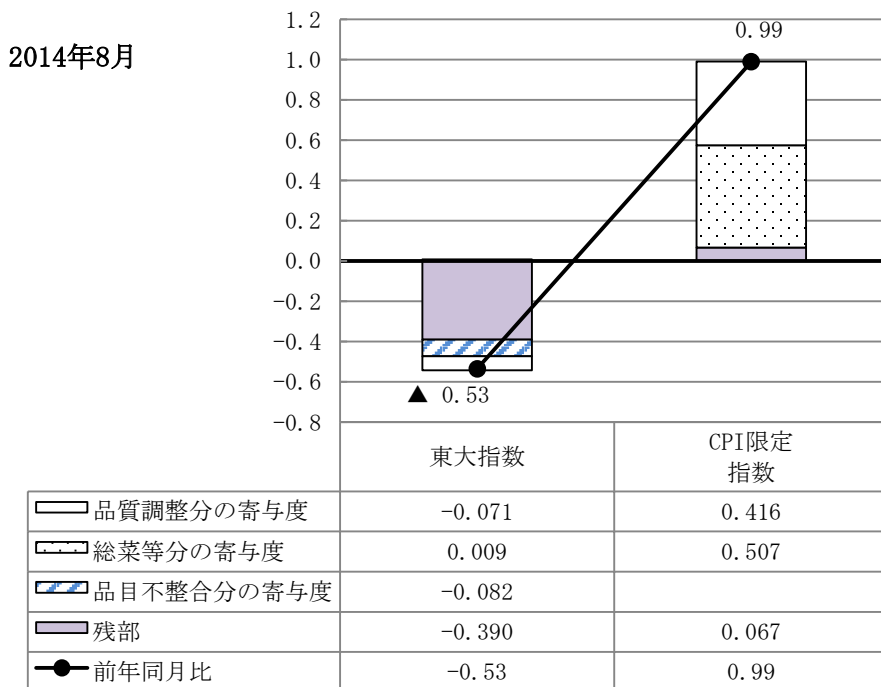 2014年8月
1.2
1.0
0.8
0.6
0.4
0.2
0.0
-0.2
-0.4
-0.6
-0.8
0.99
▲ 0.53
東大指数 CPI限定
指数
品質調整分の寄与度 -0.071 0.416
総菜等分の寄与度 0.009 0.507
品目不整合分の寄与度 -0.082
残部 -0.390 0.067
前年同月比 -0.53 0.99